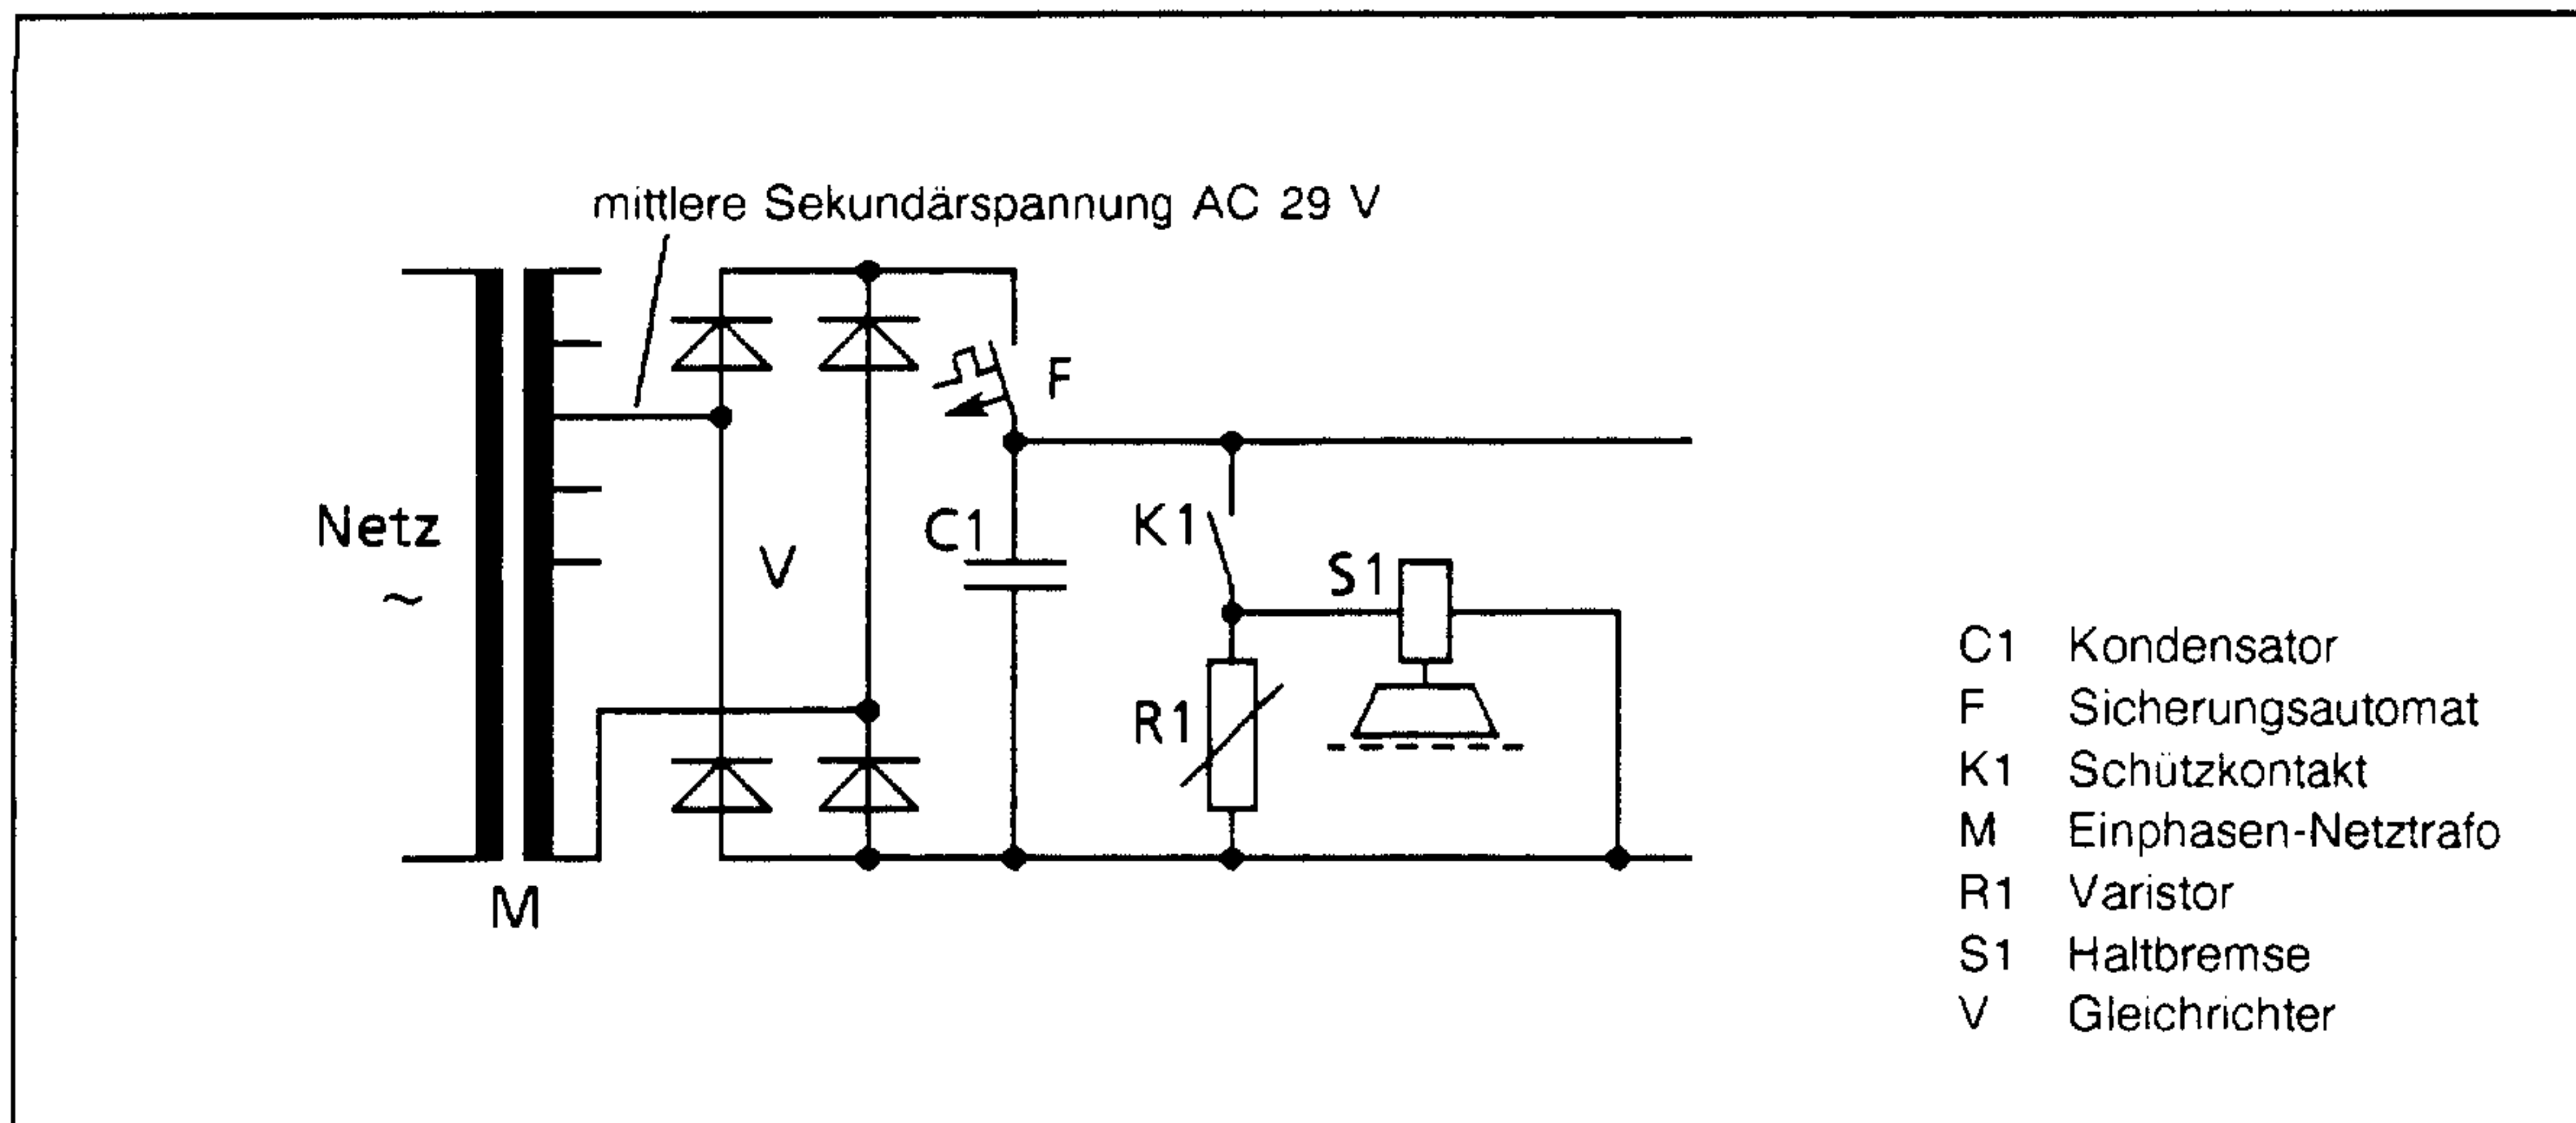 mittlere Sekundärspannung AC 29 V
F
Netz
~
V
C1
K1
S1
R1
M
C1 Kondensator
F Sicherungsautomat
K1 Schützkontakt
M Einphasen-Netztrafo
R1 Varistor
S1 Haltbremse
V Gleichrichter